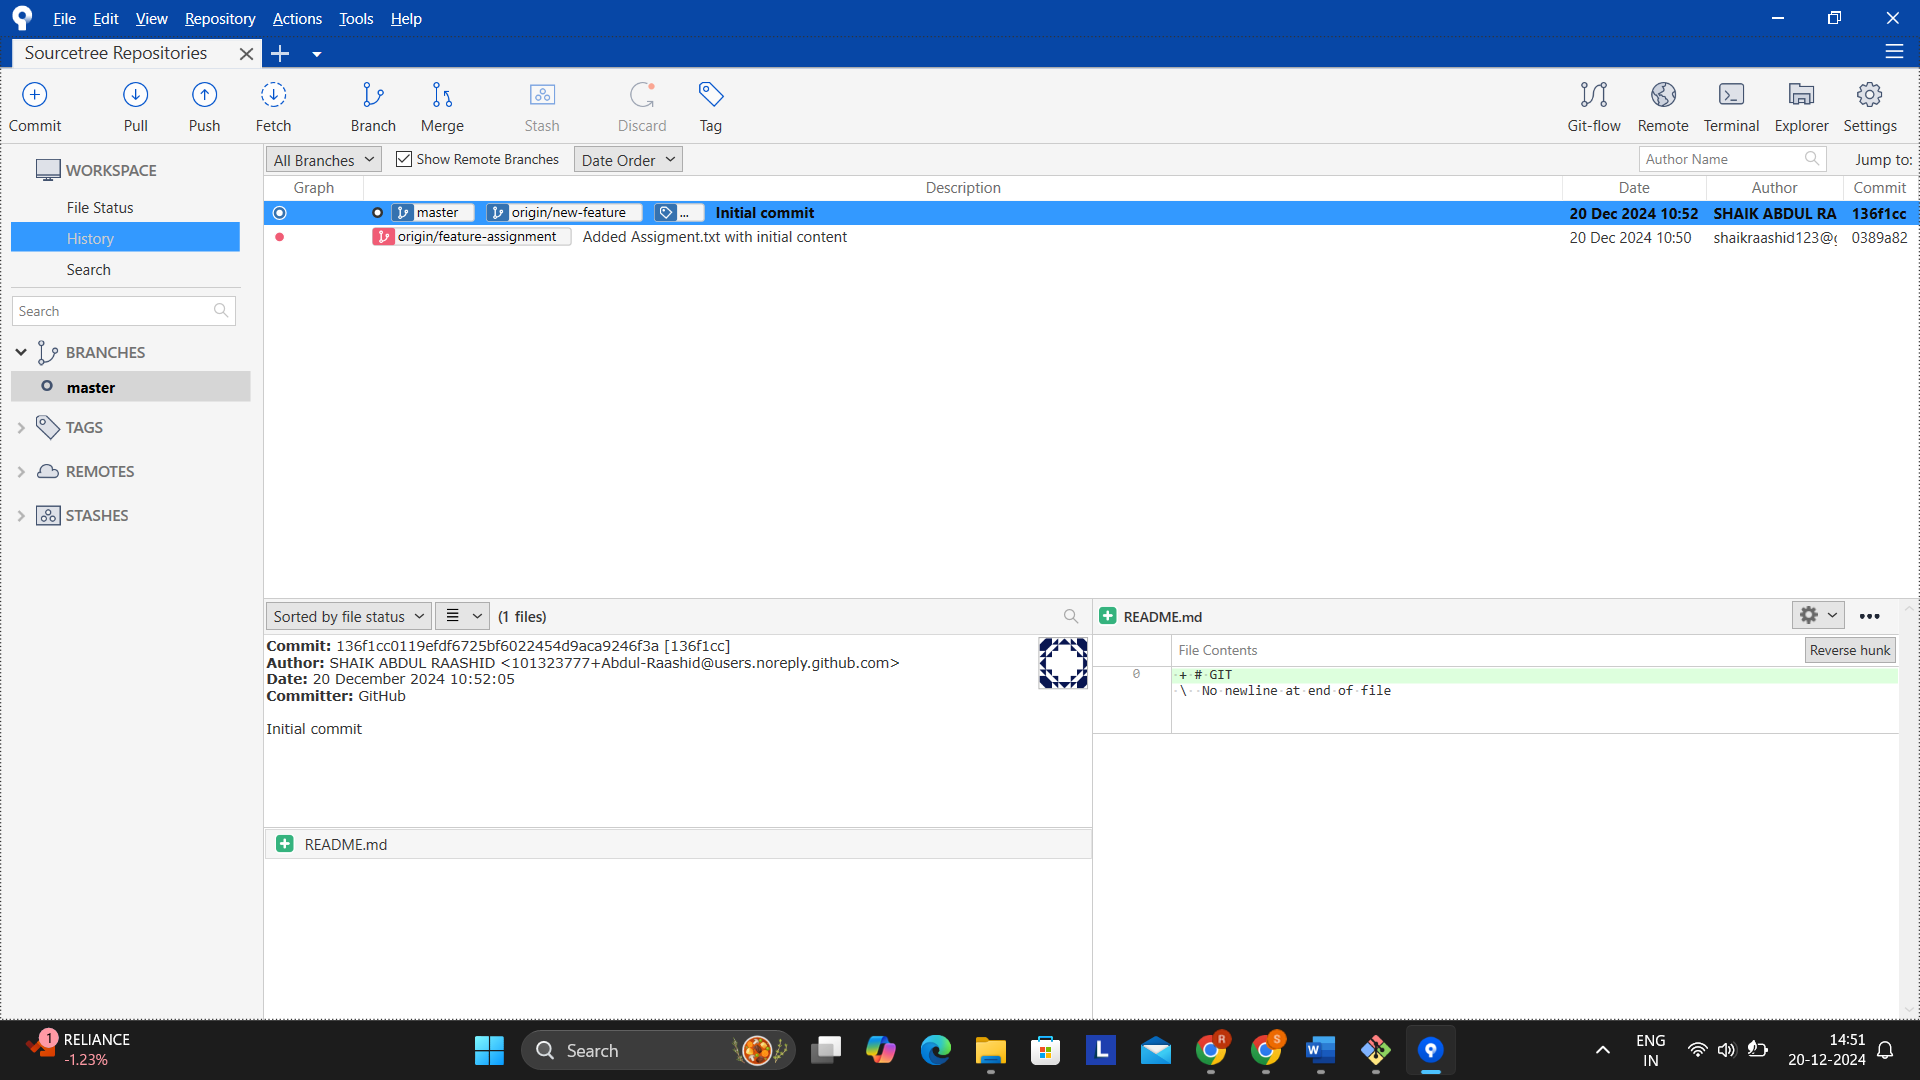 File Edit View Repository Actions Tools Help
Sourcetree Repositories
Commit Pull Push Fetch Branch Merge Stash Discard Tag Git-flow Remote Terminal Explorer Settings
WORKSPACE
File Status
History
Search
Search
BRANCHES
master
TAGS
REMOTES
STASHES
All Branches Show Remote Branches Date Order Author Name Jump to:
Graph Description Date Author Commit
master origin/new-feature ... Initial commit 20 Dec 2024 10:52 SHAIK ABDUL RA 136f1cc
origin/feature-assignment Added Assigment.txt with initial content 20 Dec 2024 10:50 shaikraashid123@g 0389a82
Sorted by file status (1 files)
Commit: 136f1cc0119efdf6725bf6022454d9aca9246f3a [136f1cc]
Author: SHAIK ABDUL RAASHID <101323777+Abdul-Raashid@users.noreply.github.com>
Date: 20 December 2024 10:52:05
Committer: GitHub
Initial commit
README.md
README.md
File Contents Reverse hunk
0 + # GIT
\ No newline at end of file
1 RELIANCE
-1.23%
Search
L
R
S
W
ENG
IN
14:51
20-12-2024